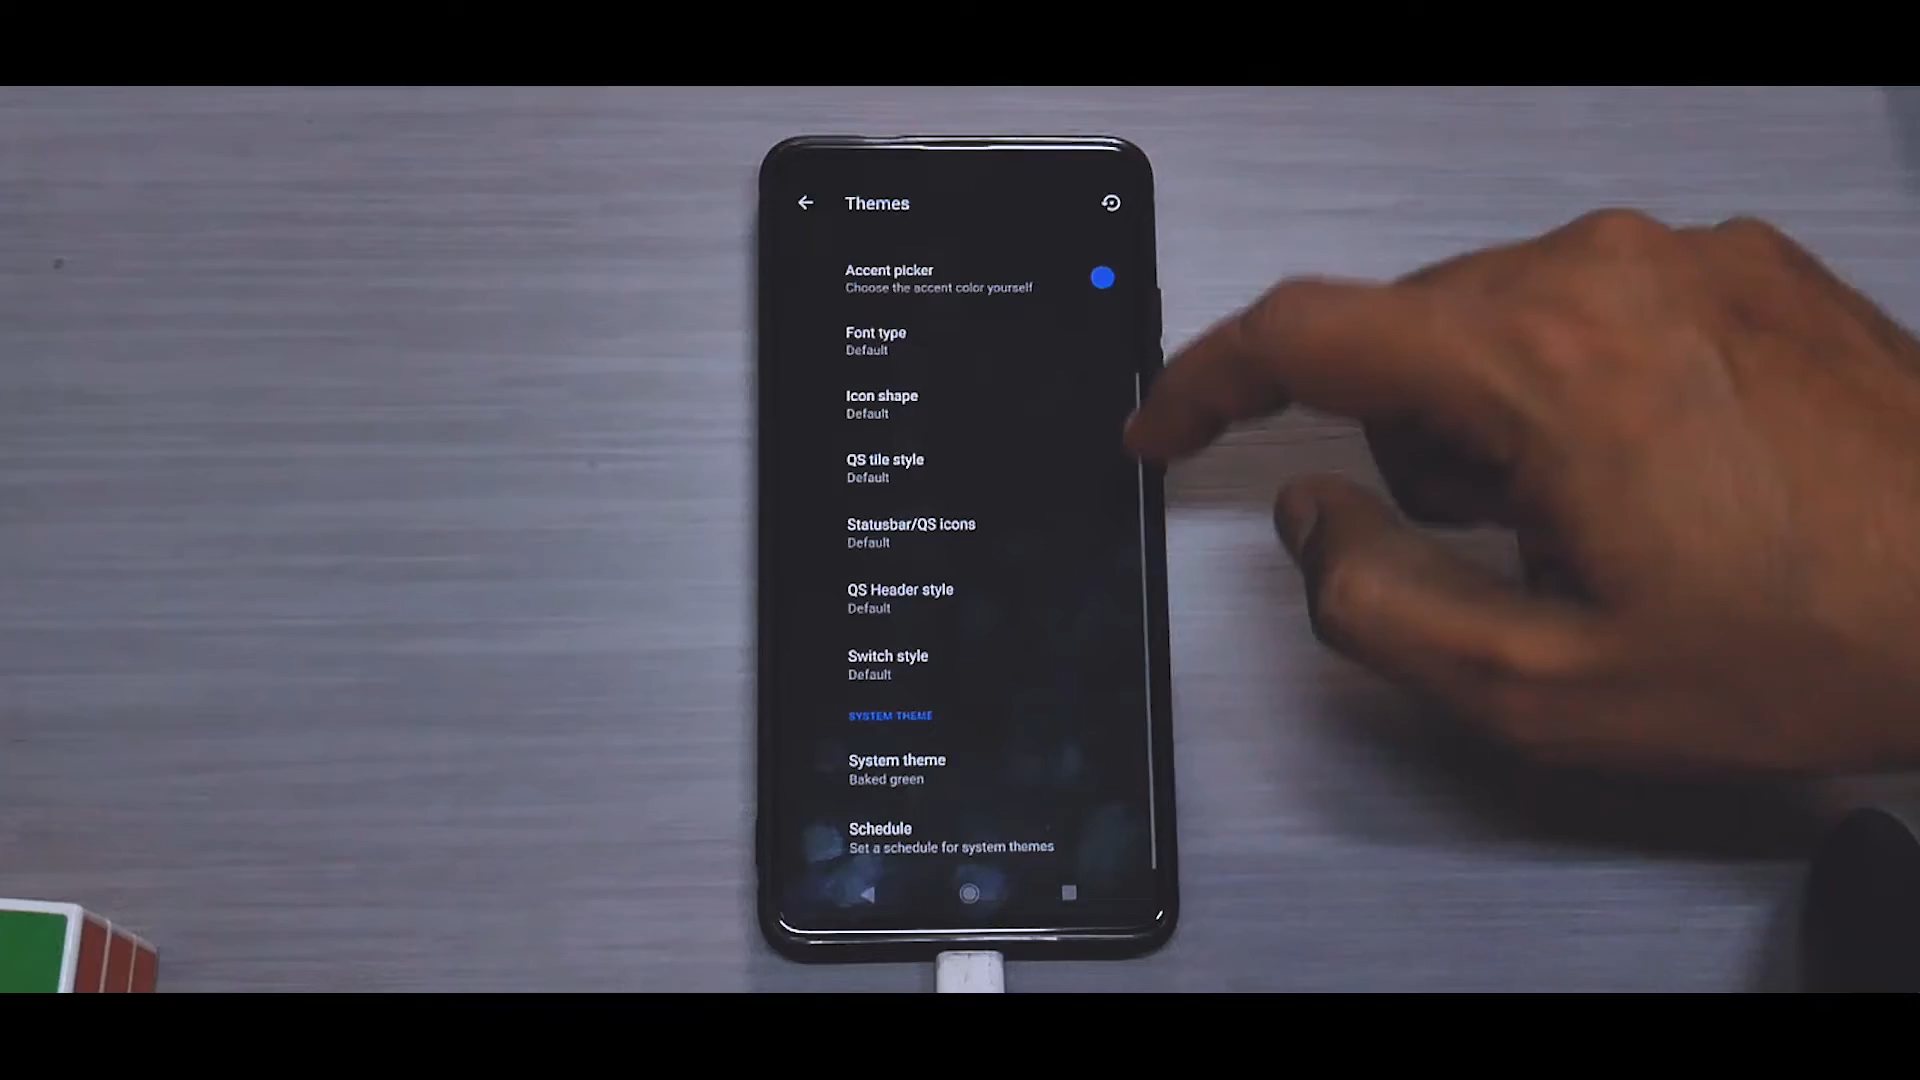 Themes
Accent picker
Choose the accent color yourself
Font type
Default
Icon shape
Default
QS tile style
Default
Statusbar/QS icons
Default
QS Header style
Default
Switch style
Default
SYSTEM THEME
System theme
Baked green
Schedule
Set a schedule for system themes